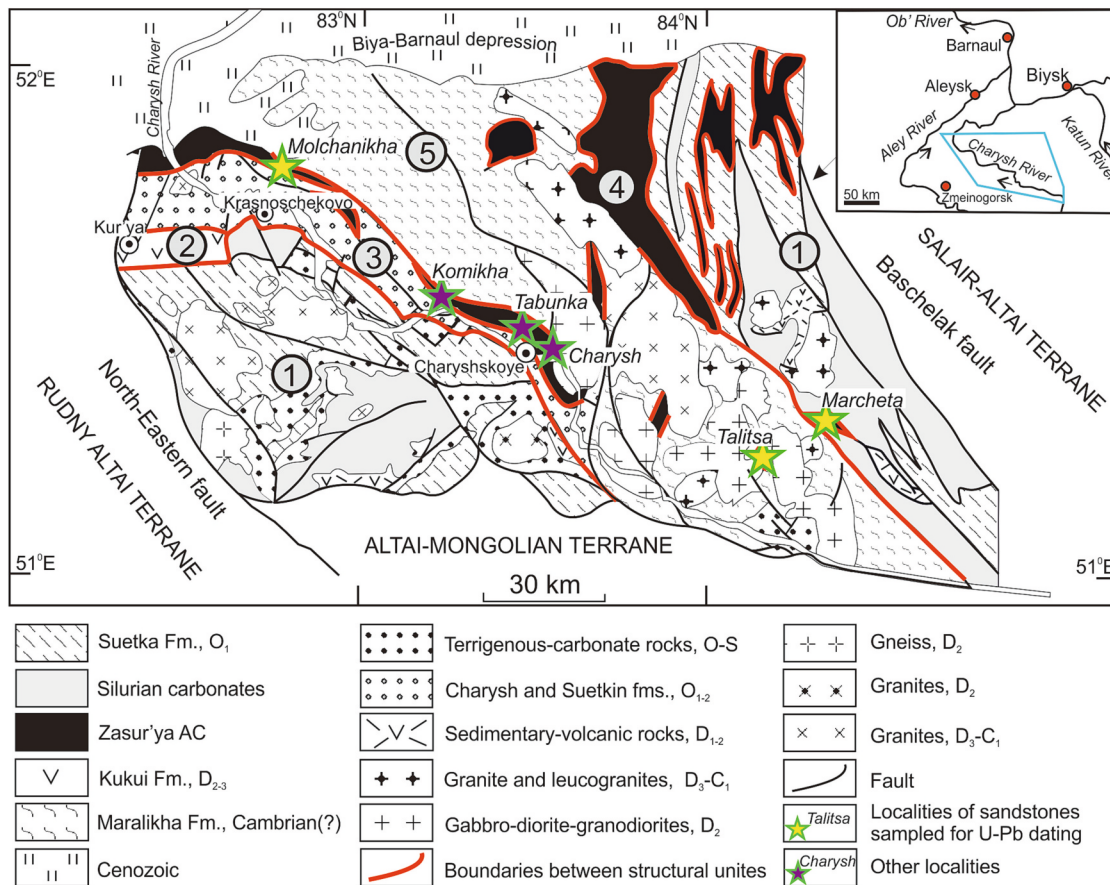 83⁰N
84⁰N
52⁰E
Biya-Barnaul depression
Charysh River
Molchanikha
5
4
Krasnoschekovo
Kur'ya
2
3
1
Komikha
Tabunka
Charysh
Charyshskoye
1
Marcheta
Talitsa
SALAIR-ALTAI TERRANE
Baschelak fault
North-Eastern fault
RUDNY ALTAI TERRANE
ALTAI-MONGOLIAN TERRANE
51⁰E
51⁰E
30 km
Ob' River
Barnaul
Aleysk
Biysk
Aley River
Charysh River
Katun River
Zmeinogorsk
50 km
Suetka Fm., O₁
Silurian carbonates
Zasur'ya AC
Kukui Fm., D₂₋₃
Maralikha Fm., Cambrian(?)
Cenozoic
Terrigenous-carbonate rocks, O-S
Charysh and Suetkin fms., O₁₋₂
Sedimentary-volcanic rocks, D₁₋₂
Granite and leucogranites, D₃-C₁
Gabbro-diorite-granodiorites, D₂
Boundaries between structural unites
Gneiss, D₂
Granites, D₂
Granites, D₃-C₁
Fault
Talitsa
Localities of sandstones
sampled for U-Pb dating
Charysh
Other localities